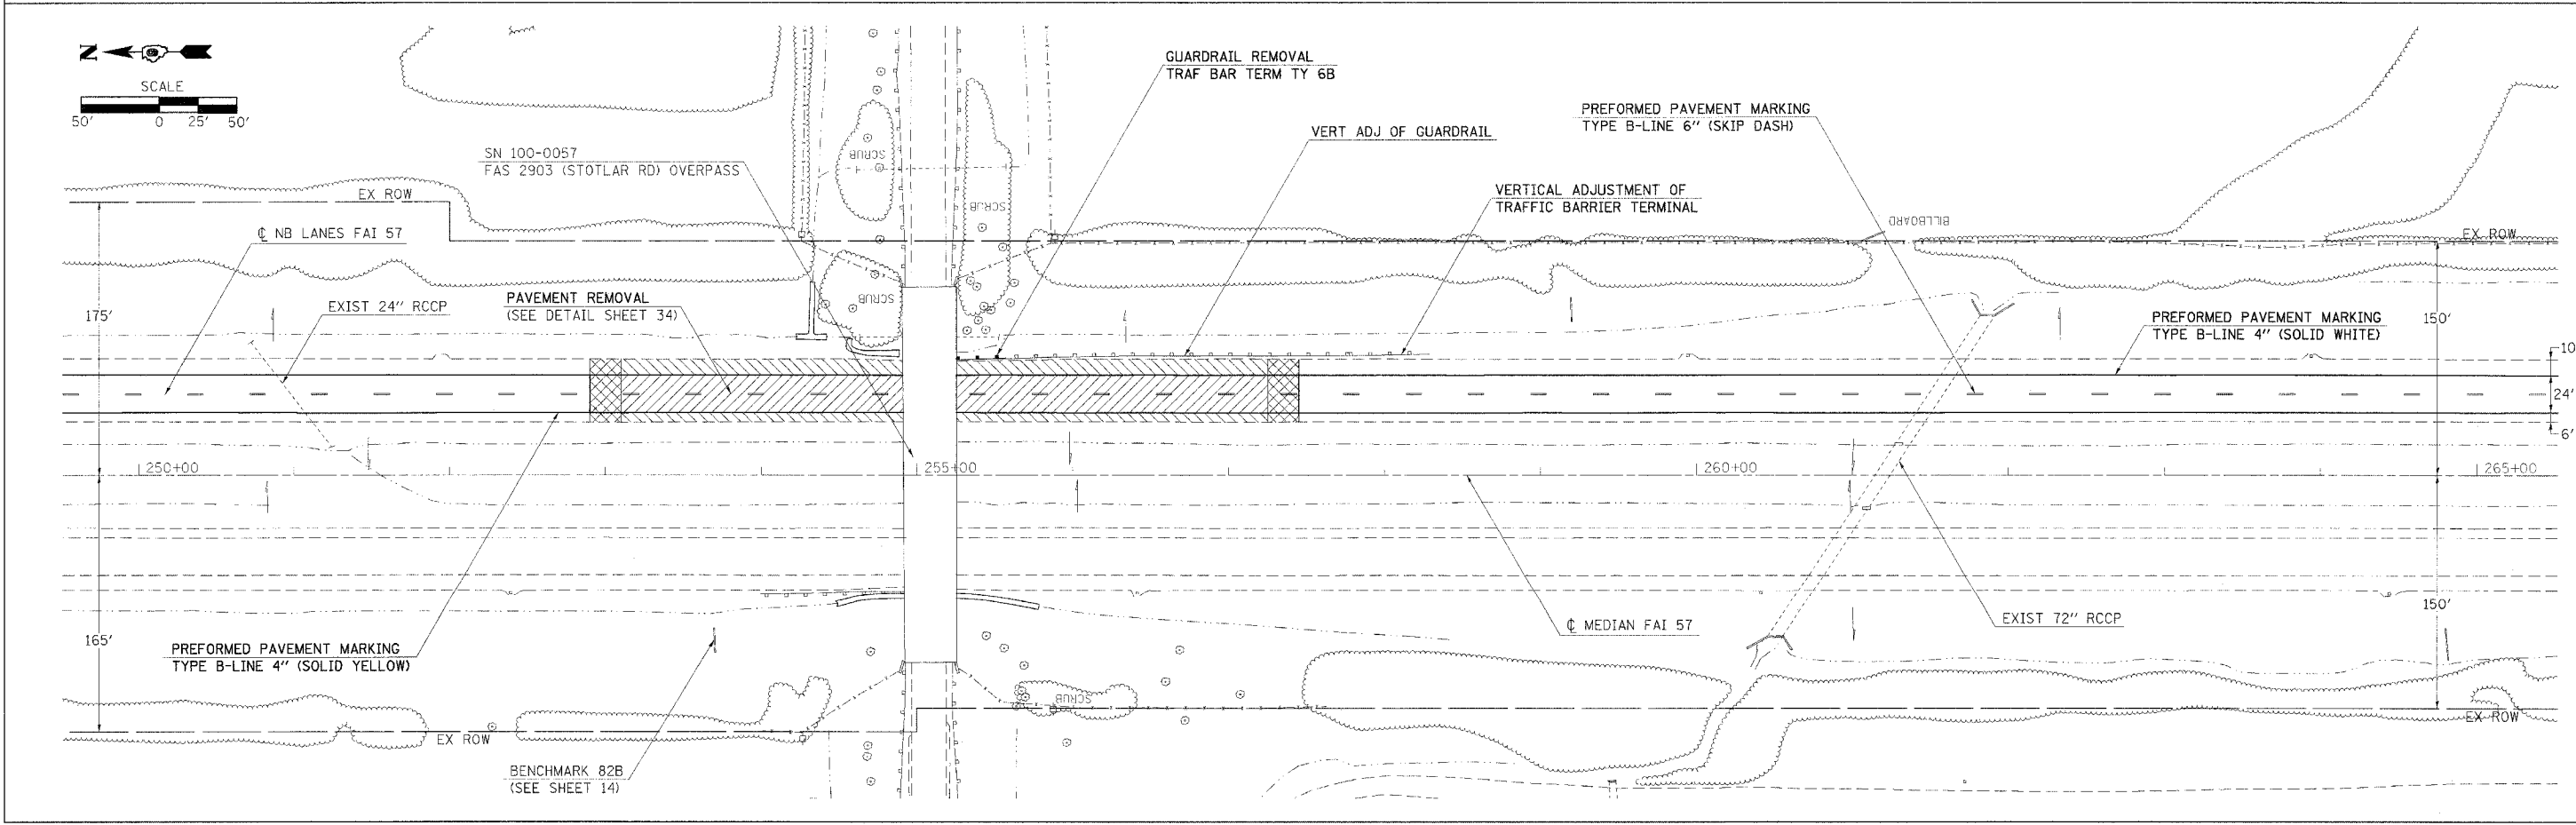 N
SCALE
50' 0 25' 50'
GUARDRAIL REMOVAL
TRAF BAR TERM TY 6B
PREFORMED PAVEMENT MARKING
TYPE B-LINE 6" (SKIP DASH)
VERT ADJ OF GUARDRAIL
SN 100-0057
FAS 2903 (STOTLAR RD) OVERPASS
SCRUB
VERTICAL ADJUSTMENT OF
TRAFFIC BARRIER TERMINAL
EX ROW
SCRUB
BILLBOARD
℄ NB LANES FAI 57
EX ROW
SCRUB
EXIST 24" RCCP
PAVEMENT REMOVAL
(SEE DETAIL SHEET 34)
175'
150'
PREFORMED PAVEMENT MARKING
TYPE B-LINE 4" (SOLID WHITE)
10
24'
6'
250+00
255+00
260+00
265+00
165'
150'
PREFORMED PAVEMENT MARKING
TYPE B-LINE 4" (SOLID YELLOW)
℄ MEDIAN FAI 57
EXIST 72" RCCP
SCRUB
EX ROW
EX ROW
BENCHMARK 82B
(SEE SHEET 14)